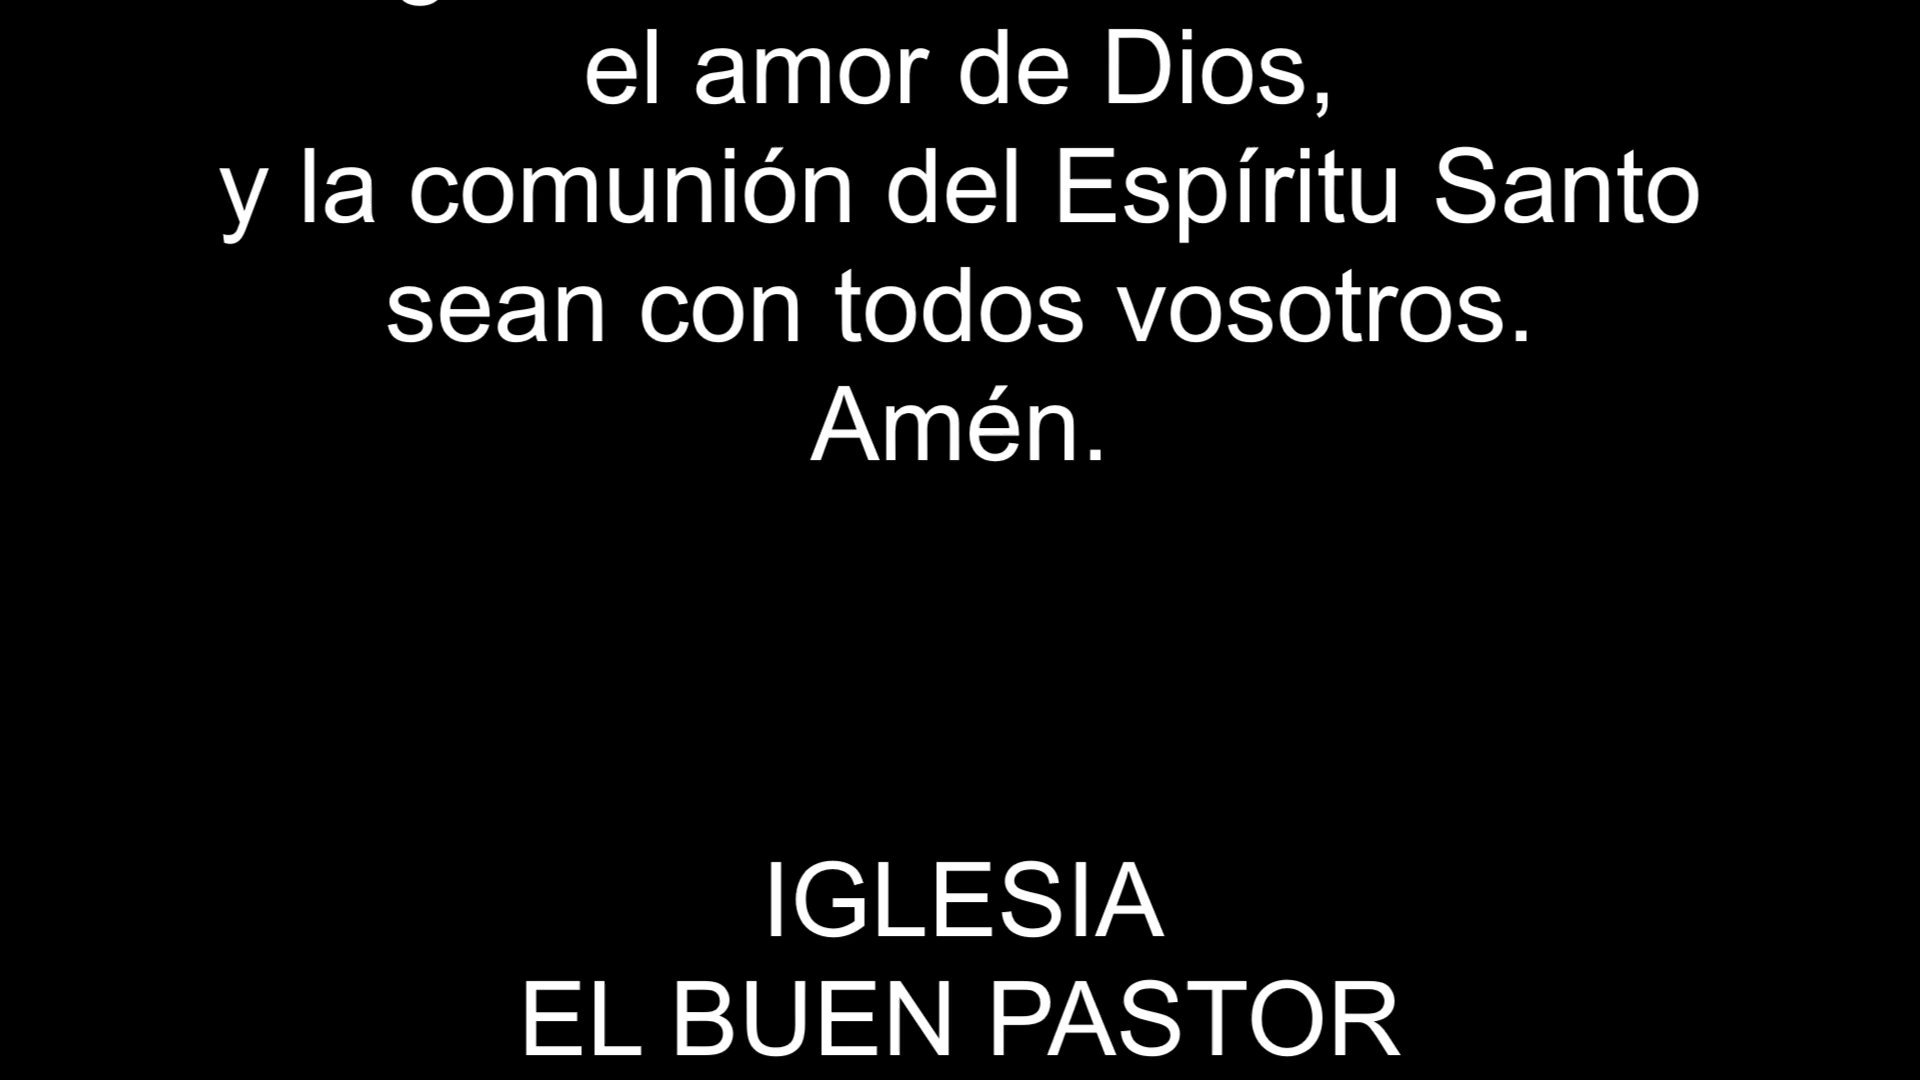 el amor de Dios,
y la comunión del Espíritu Santo
sean con todos vosotros.
Amén.
IGLESIA
EL BUEN PASTOR